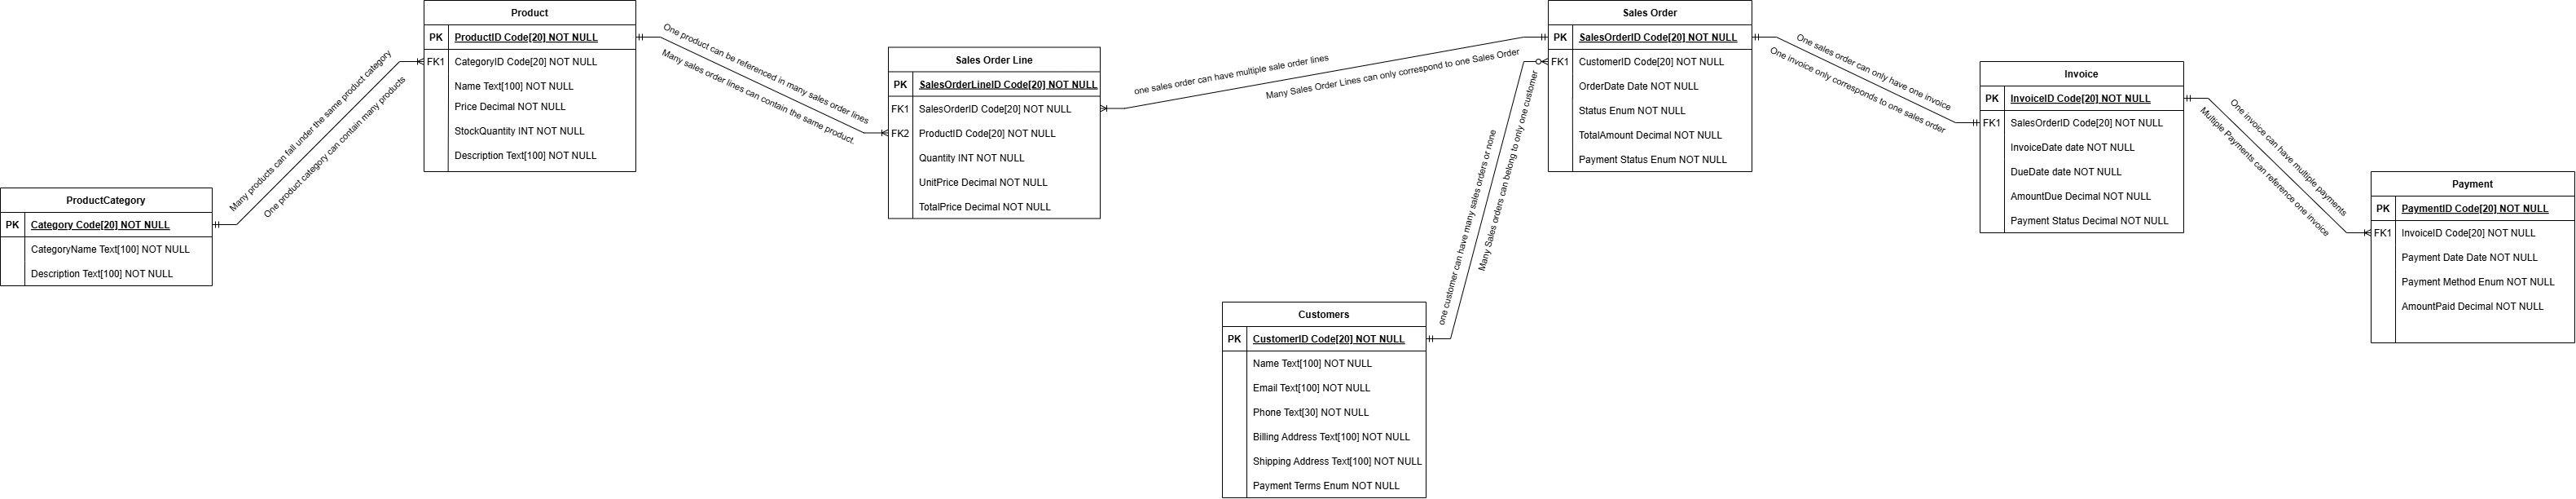 Product
PK ProductID Code[20] NOT NULL
FK1 CategoryID Code[20] NOT NULL
Name Text[100] NOT NULL
Price Decimal NOT NULL
StockQuantity INT NOT NULL
Description Text[100] NOT NULL
ProductCategory
PK Category Code[20] NOT NULL
CategoryName Text[100] NOT NULL
Description Text[100] NOT NULL
Many products can fall under the same product category
One product category can contain many products
One product can be referenced in many sales order lines
Many sales order lines can contain the same product.
Sales Order Line
PK SalesOrderLineID Code[20] NOT NULL
FK1 SalesOrderID Code[20] NOT NULL
FK2 ProductID Code[20] NOT NULL
Quantity INT NOT NULL
UnitPrice Decimal NOT NULL
TotalPrice Decimal NOT NULL
one sales order can have multiple sale order lines
Many Sales Order Lines can only correspond to one Sales Order
Sales Order
PK SalesOrderID Code[20] NOT NULL
FK1 CustomerID Code[20] NOT NULL
OrderDate Date NOT NULL
Status Enum NOT NULL
TotalAmount Decimal NOT NULL
Payment Status Enum NOT NULL
one customer can have many sales orders or none
Many Sales orders can belong to only one customer
Customers
PK CustomerID Code[20] NOT NULL
Name Text[100] NOT NULL
Email Text[100] NOT NULL
Phone Text[30] NOT NULL
Billing Address Text[100] NOT NULL
Shipping Address Text[100] NOT NULL
Payment Terms Enum NOT NULL
One sales order can only have one invoice
One invoice only corresponds to one sales order
Invoice
PK InvoiceID Code[20] NOT NULL
FK1 SalesOrderID Code[20] NOT NULL
InvoiceDate date NOT NULL
DueDate date NOT NULL
AmountDue Decimal NOT NULL
Payment Status Decimal NOT NULL
One invoice can have multiple payments
Multiple Payments can reference one invoice
Payment
PK PaymentID Code[20] NOT NULL
FK1 InvoiceID Code[20] NOT NULL
Payment Date Date NOT NULL
Payment Method Enum NOT NULL
AmountPaid Decimal NOT NULL